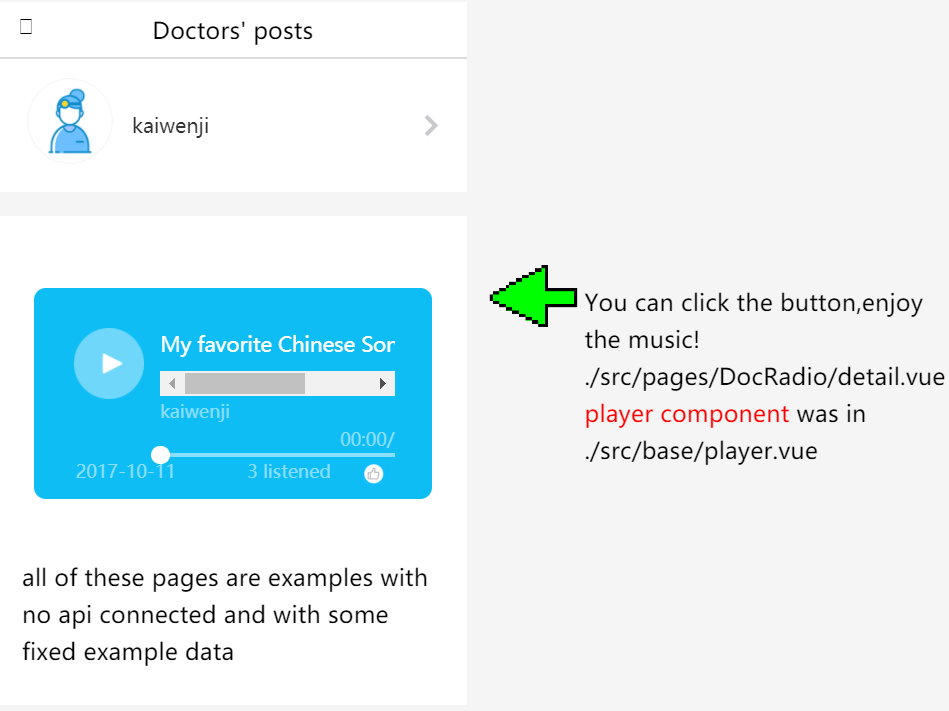 Doctors' posts
kaiwenji
My favorite Chinese Sor
kaiwenji
00:00/
2017-10-11 3 listened
all of these pages are examples with
no api connected and with some
fixed example data
You can click the button,enjoy
the music!
./src/pages/DocRadio/detail.vue
player component was in
./src/base/player.vue